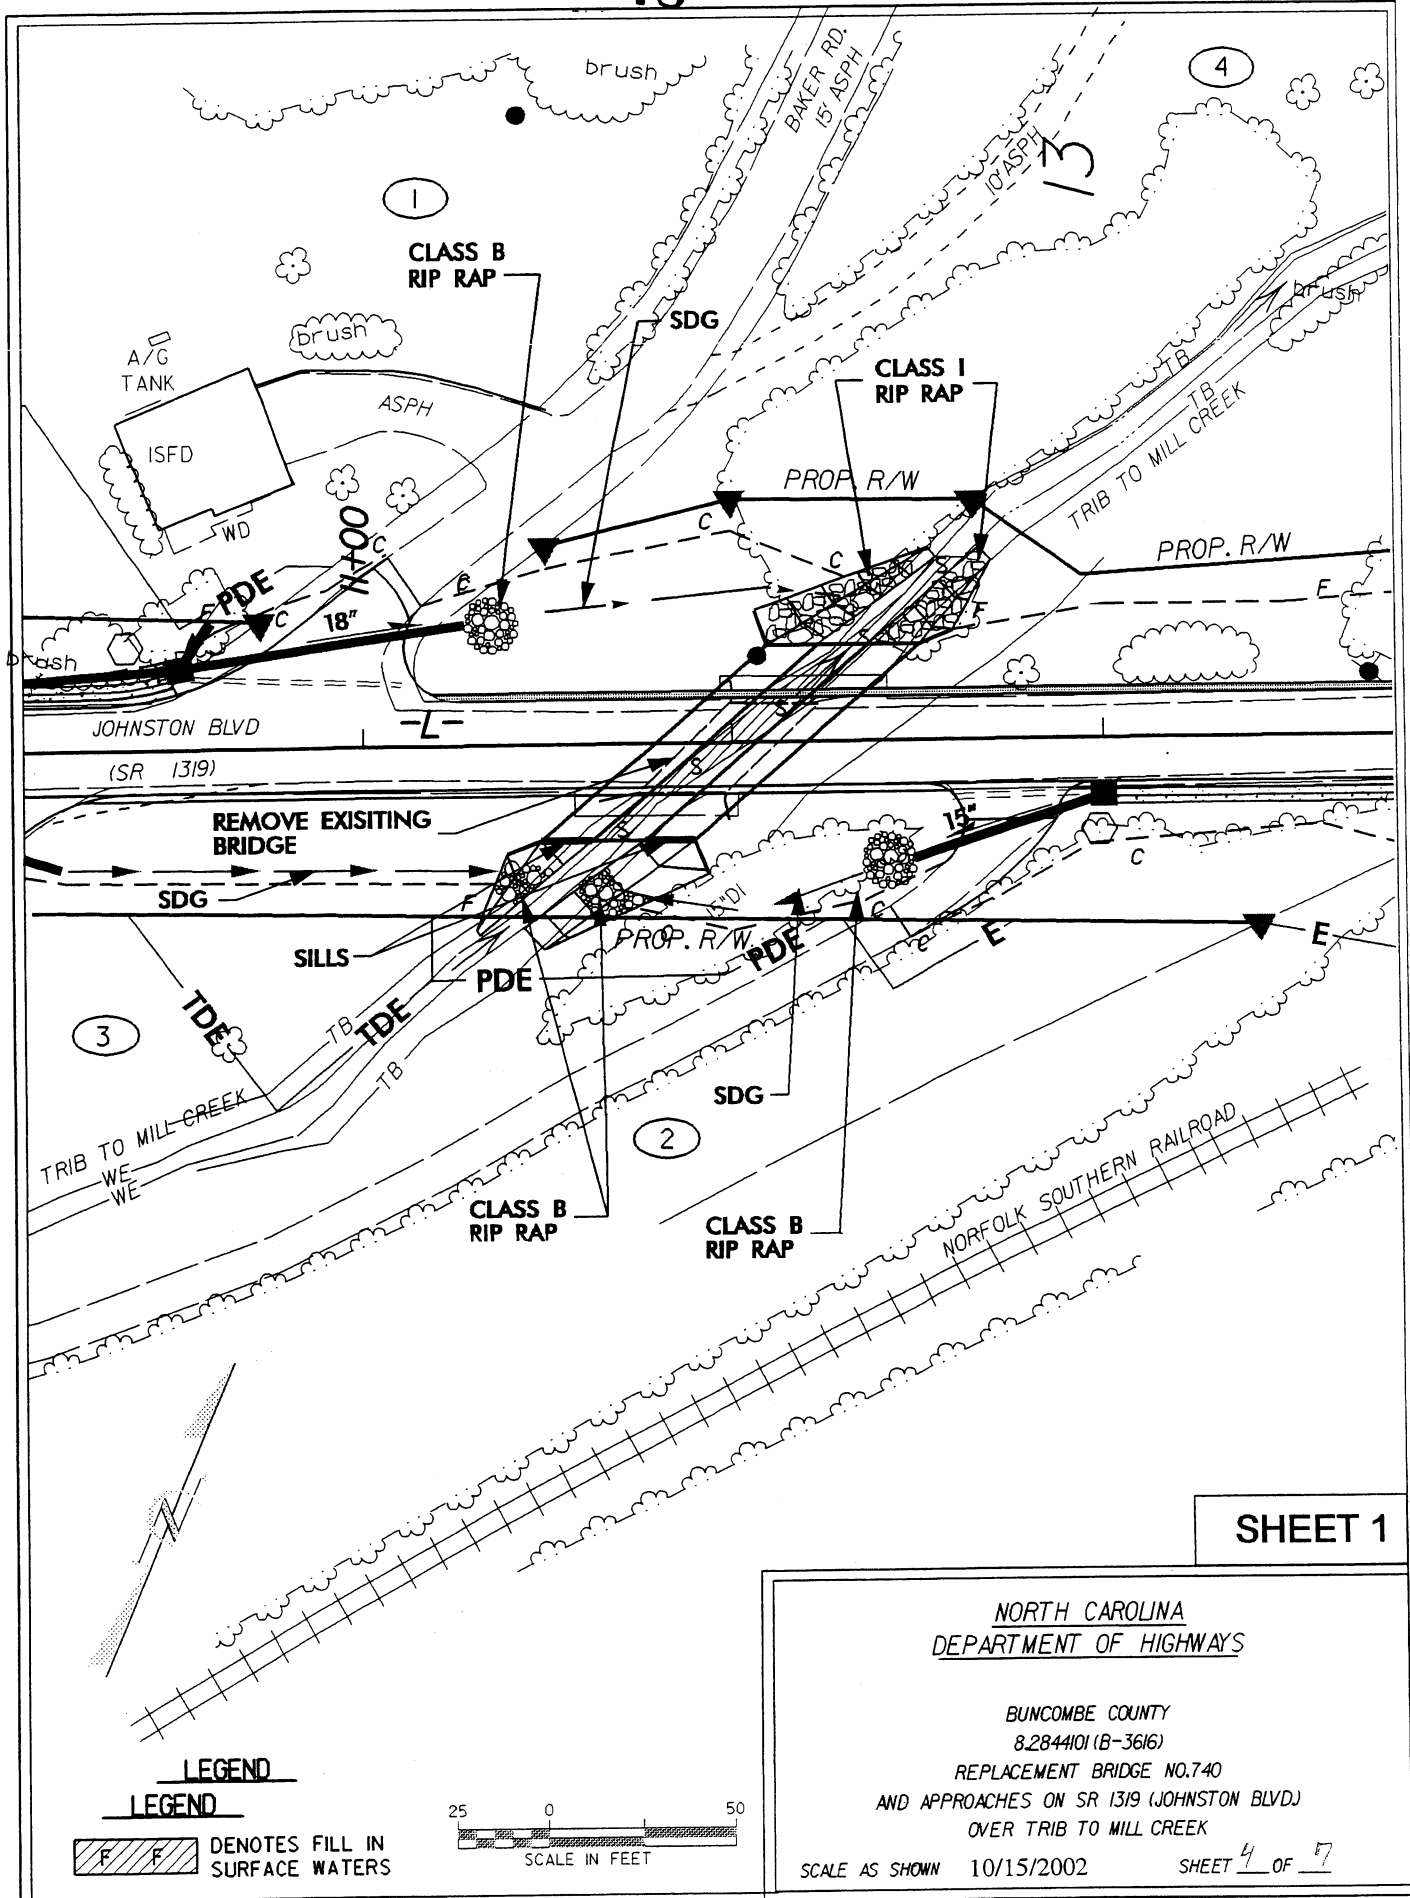 brush
BAKER RD.
15' ASPH
4
10' ASPH
13
1
CLASS B
RIP RAP
SDG
brush
brush
A/G
TANK
CLASS I
RIP RAP
TB
TB
ASPH
ISFD
TRIB TO MILL CREEK
PROP. R/W
WD
11+00
C
C
C
PROP. R/W
PDE
F
C
C
18"
F
F
brush
JOHNSTON BLVD
-L-
S
(SR 1319)
S
REMOVE EXISITING
BRIDGE
S
15"
C
SDG
F
15"DI
C
PROP. R/W
C
E
E
SILLS
PDE
PDE
TDE
TDE
3
TB
TB
SDG
TRIB TO MILL CREEK
WE
WE
2
CLASS B
RIP RAP
CLASS B
RIP RAP
NORFOLK SOUTHERN RAILROAD
N
SHEET 1
NORTH CAROLINA
DEPARTMENT OF HIGHWAYS
BUNCOMBE COUNTY
8.2844101 (B-3616)
REPLACEMENT BRIDGE NO.740
AND APPROACHES ON SR 1319 (JOHNSTON BLVD.)
OVER TRIB TO MILL CREEK
SCALE AS SHOWN 10/15/2002 SHEET 4 OF 7
LEGEND
LEGEND
F F DENOTES FILL IN
SURFACE WATERS
25 0 50
SCALE IN FEET